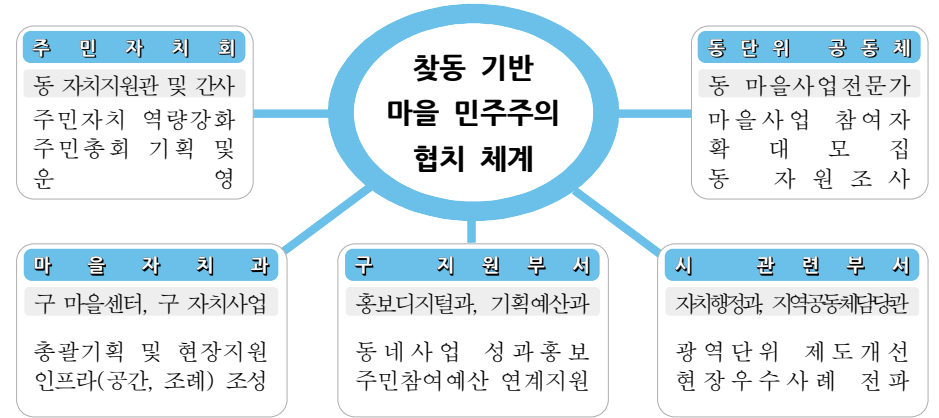 찾동 기반
마을 민주주의
협치 체계
주민자치회
동 자치지원관 및 간사
주민자치 역량강화
주민총회 기획 및
운영
동단위 공동체
동 마을사업전문가
마을사업 참여자
확대모집
동 자원조사
마을자치과
구 마을센터, 구 자치사업
총괄기획 및 현장지원
인프라(공간, 조례) 조성
구 지원부서
홍보디지털과, 기획예산과
동네사업 성과홍보
주민참여예산 연계지원
시 관련부서
자치행정과, 지역공동체담당관
광역단위 제도개선
현장우수사례 전파